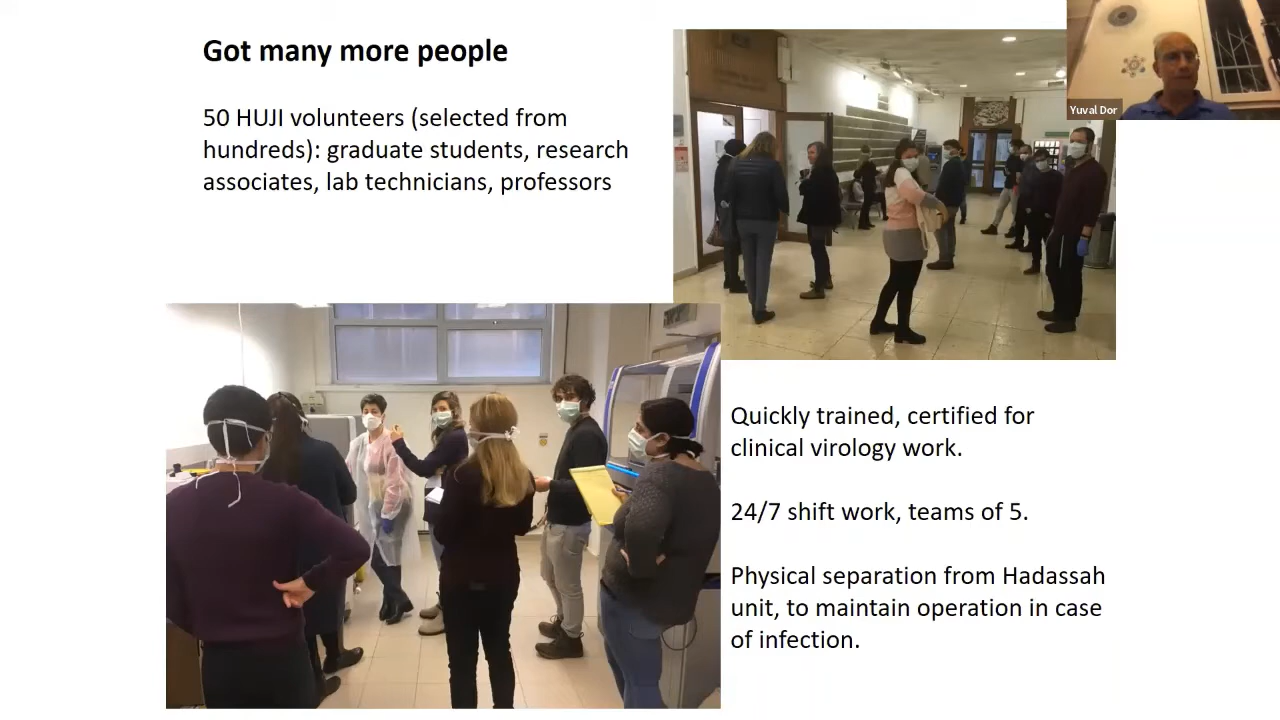 Got many more people
50 HUJI volunteers (selected from
hundreds): graduate students, research
associates, lab technicians, professors
Yuval Dor
Quickly trained, certified for
clinical virology work.
24/7 shift work, teams of 5.
Physical separation from Hadassah
unit, to maintain operation in case
of infection.